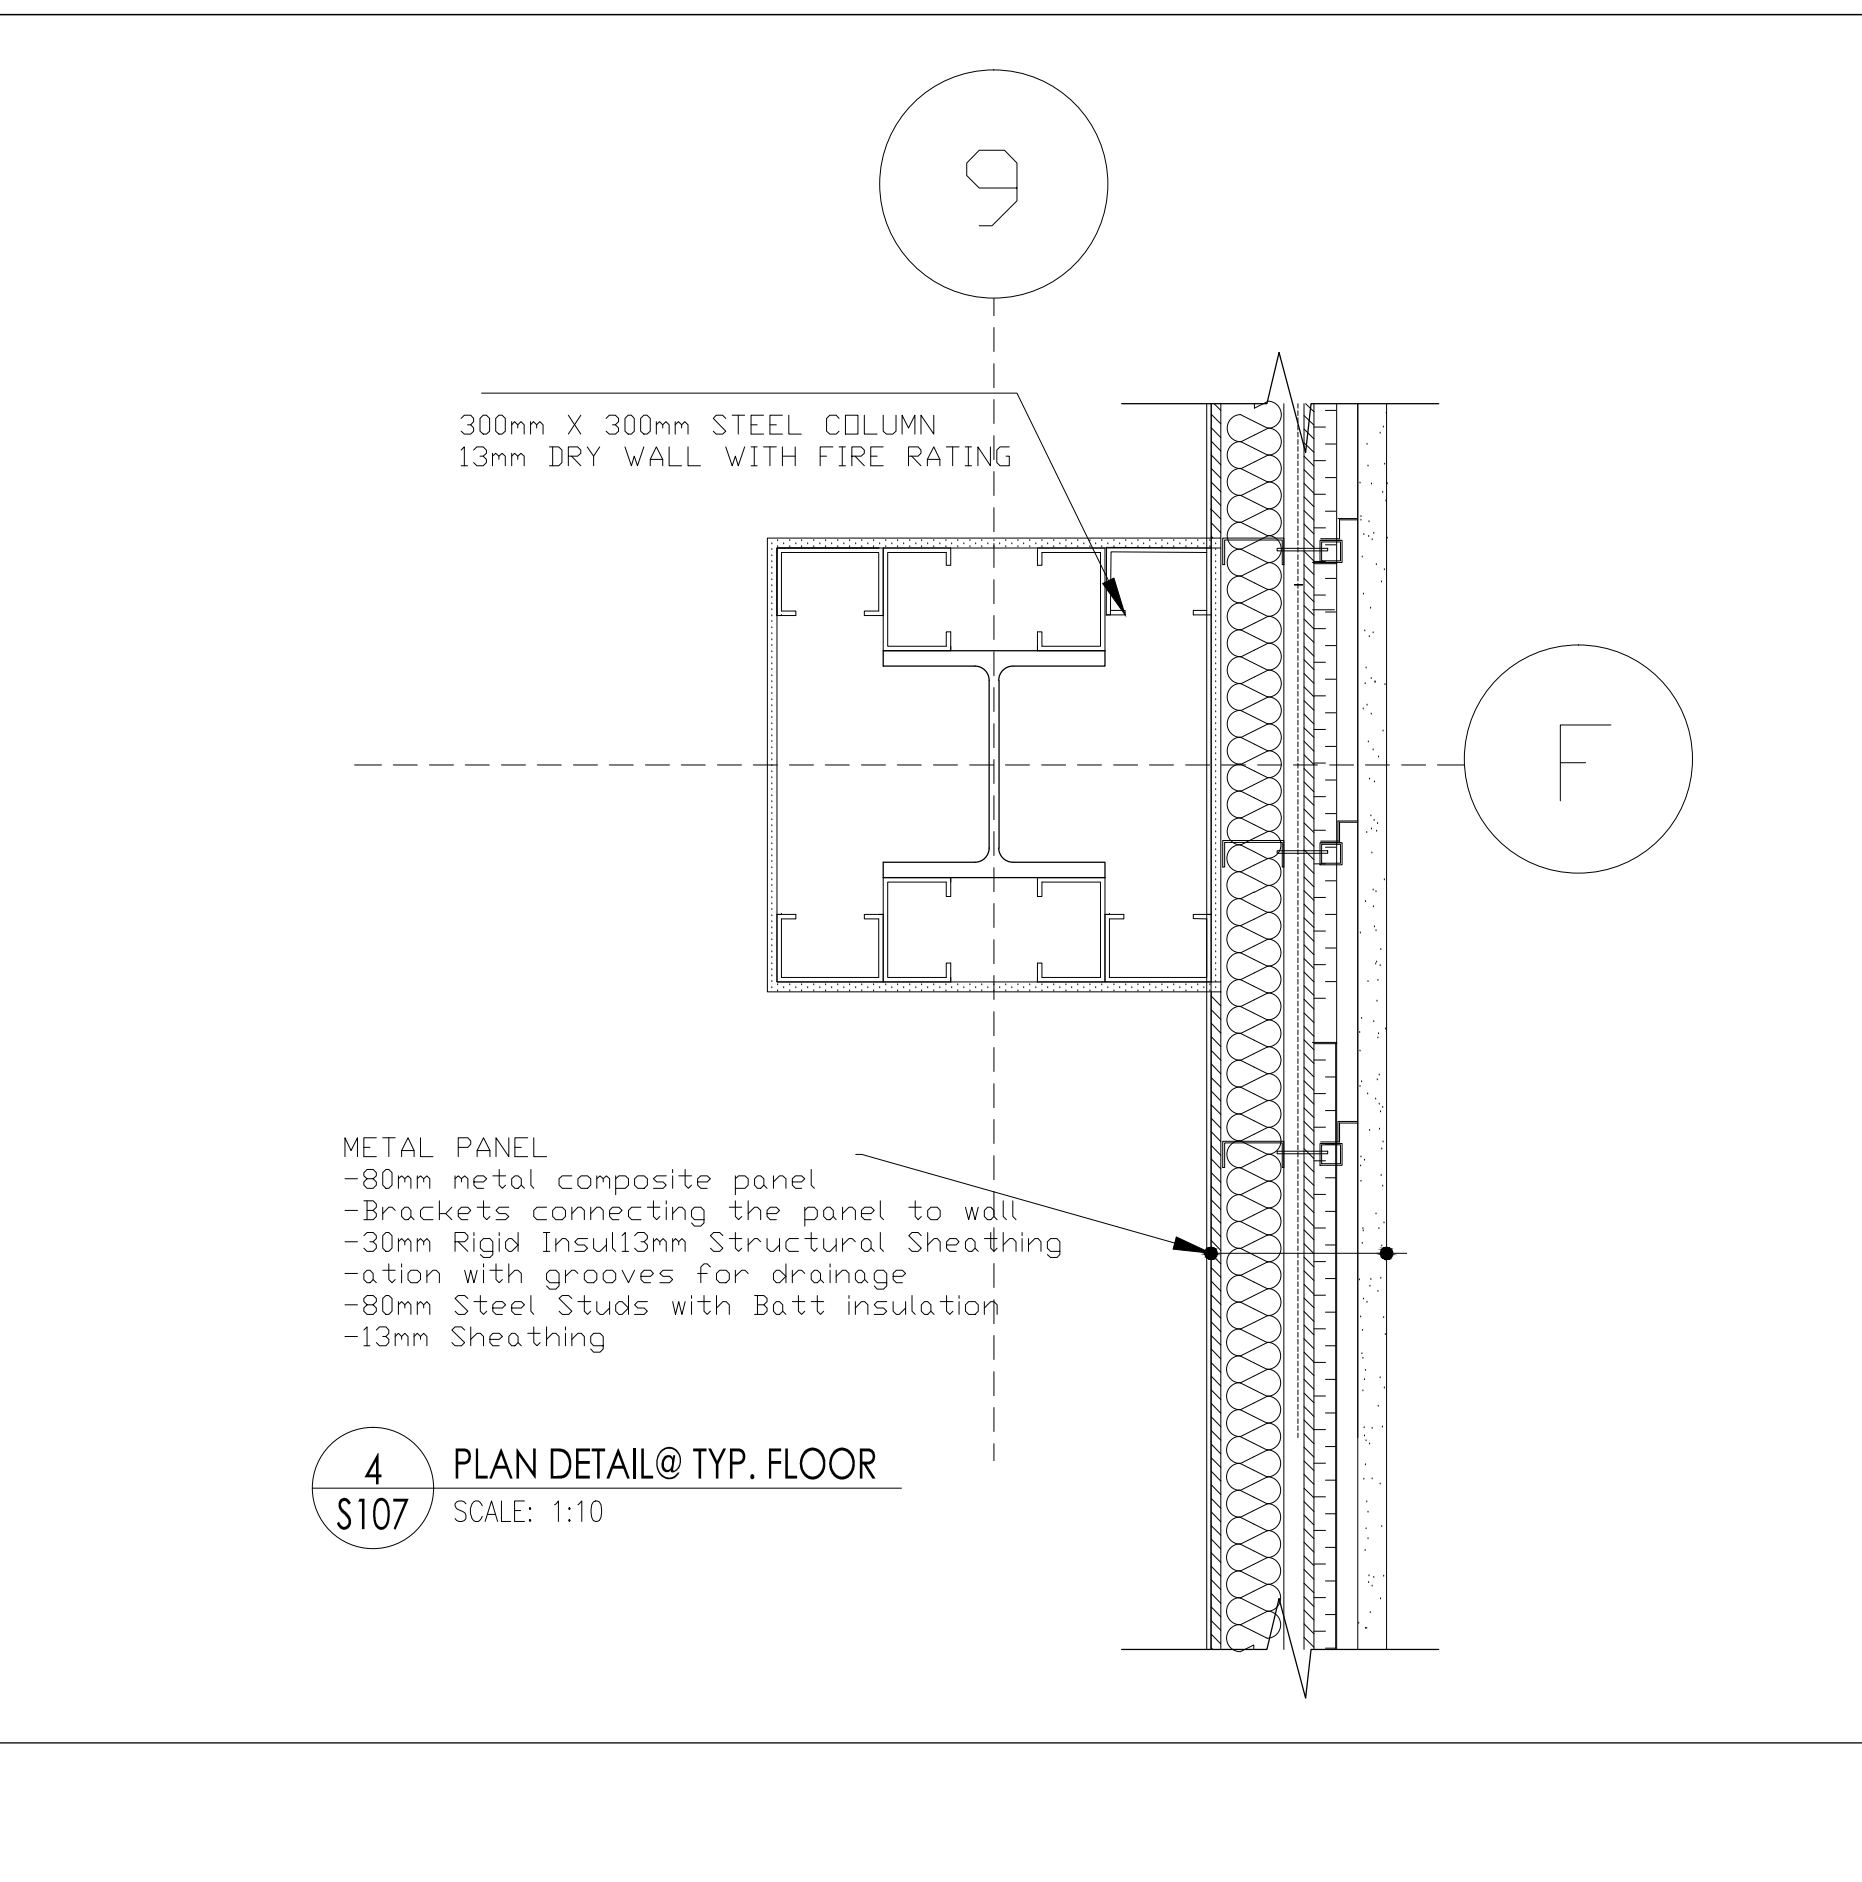 9
300mm X 300mm STEEL COLUMN
13mm DRY WALL WITH FIRE RATING
F
METAL PANEL
-80mm metal composite panel
-Brackets connecting the panel to wall
-30mm Rigid Insul13mm Structural Sheathing
-ation with grooves for drainage
-80mm Steel Studs with Batt insulation
-13mm Sheathing
4
S107
PLAN DETAIL@ TYP. FLOOR
SCALE: 1:10